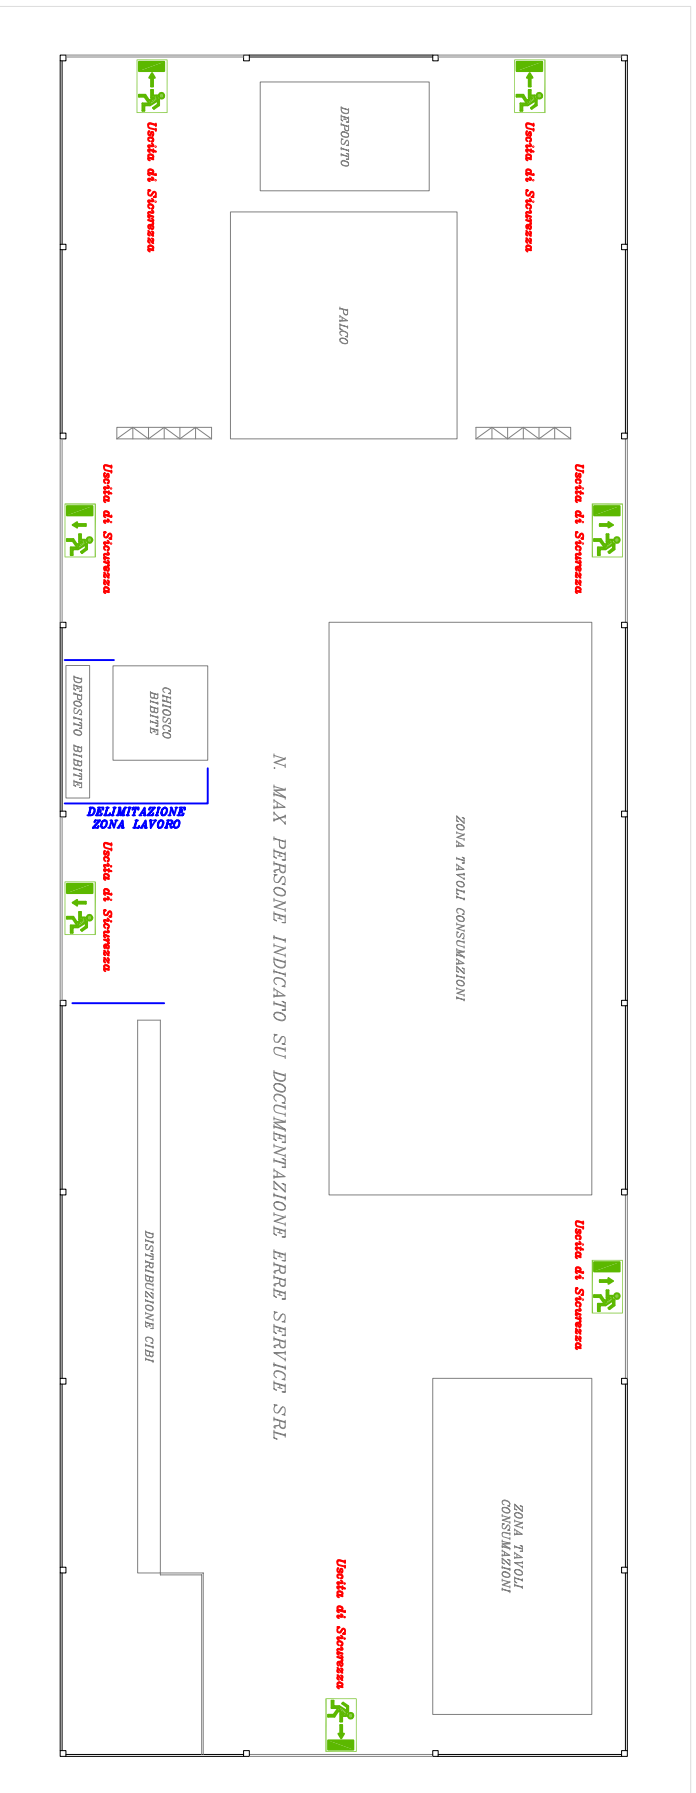 Uscita di Sicurezza
DEPOSITO
Uscita di Sicurezza
PALCO
Uscita di Sicurezza
Uscita di Sicurezza
DEPOSITO BIBITE
CHIOSCO
BIBITE
DELIMITAZIONE
ZONA LAVORO
Uscita di Sicurezza
N. MAX PERSONE INDICATO SU DOCUMENTAZIONE ERRE SERVICE SRL
ZONA TAVOLI CONSUMAZIONI
DISTRIBUZIONE CIBI
Uscita di Sicurezza
ZONA TAVOLI
CONSUMAZIONI
Uscita di Sicurezza